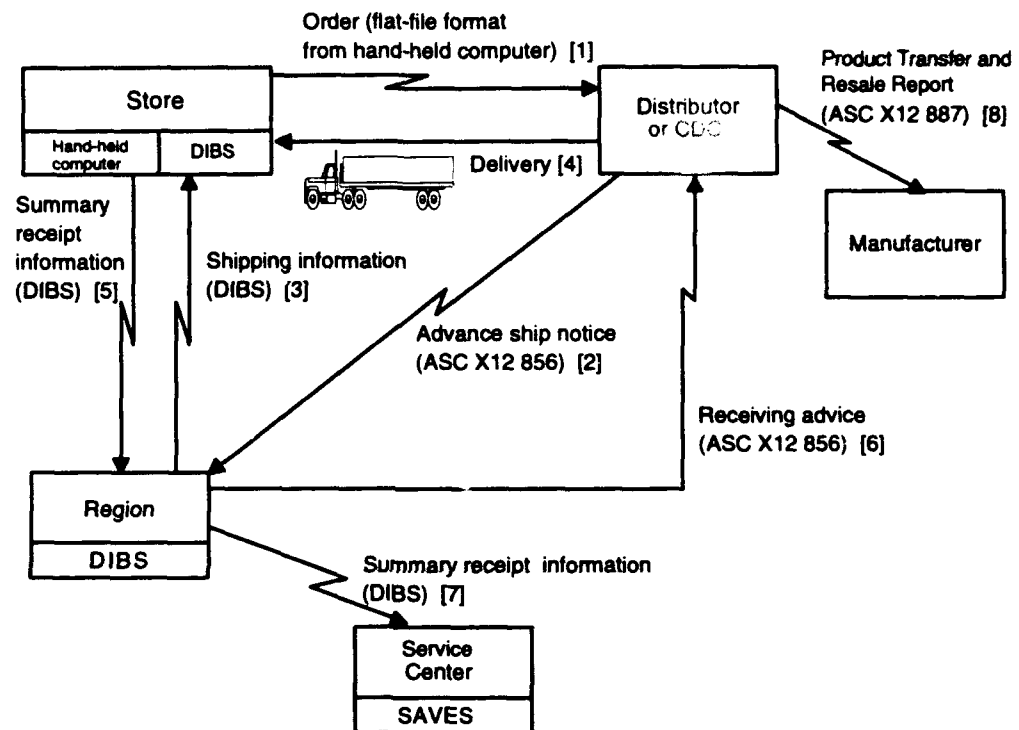 Order (flat-file format
from hand-held computer) [1]
Product Transfer and
Resale Report
(ASC X12 887) [8]
Store
Hand-held
computer
DIBS
Distributor
or CDC
Delivery [4]
Manufacturer
Summary
receipt
information
(DIBS) [5]
Shipping information
(DIBS) [3]
Advance ship notice
(ASC X12 856) [2]
Receiving advice
(ASC X12 856) [6]
Region
DIBS
Summary receipt information
(DIBS) [7]
Service
Center
SAVES